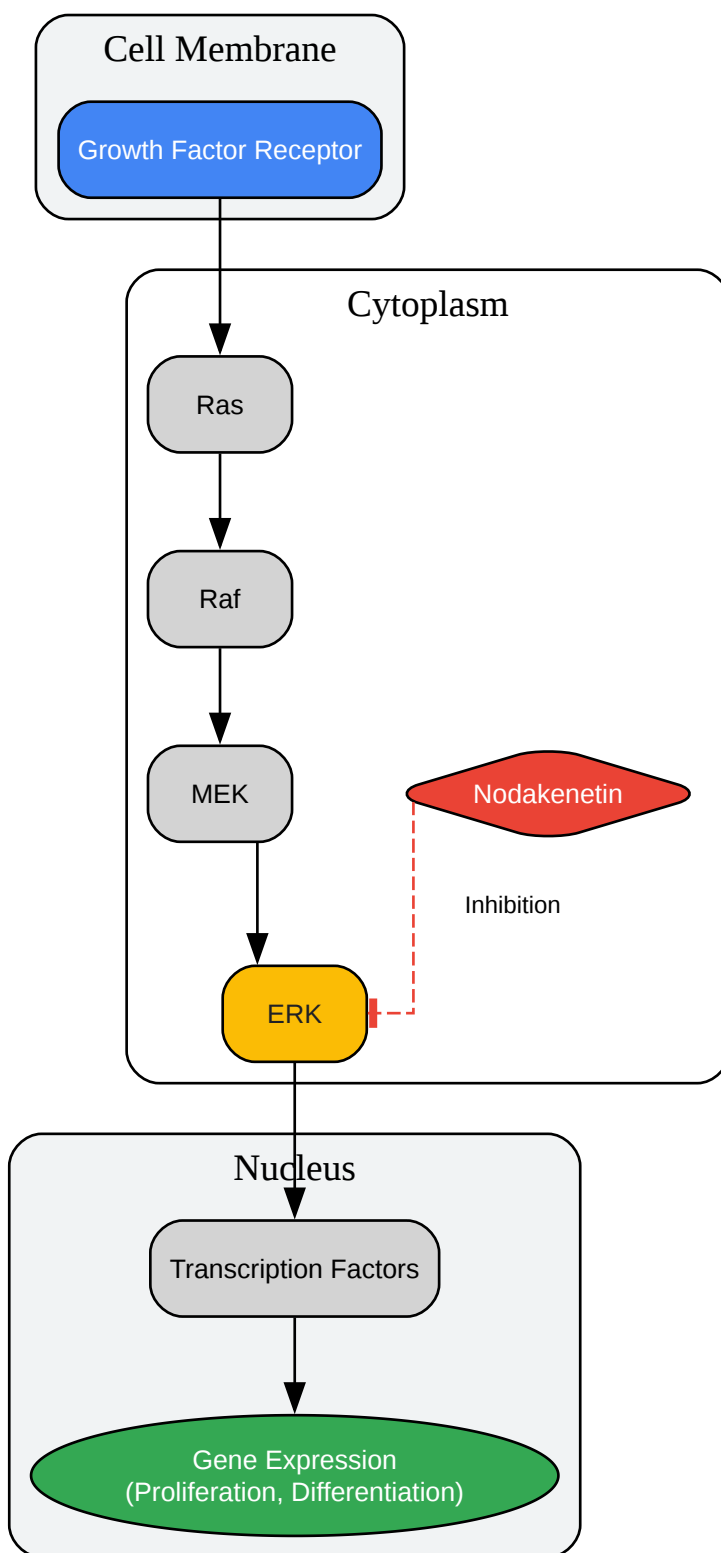 Cell Membrane
Growth Factor Receptor
Cytoplasm
Ras
Raf
MEK
Nodakenetin
Inhibition
ERK
Nucleus
Transcription Factors
Gene Expression
(Proliferation, Differentiation)